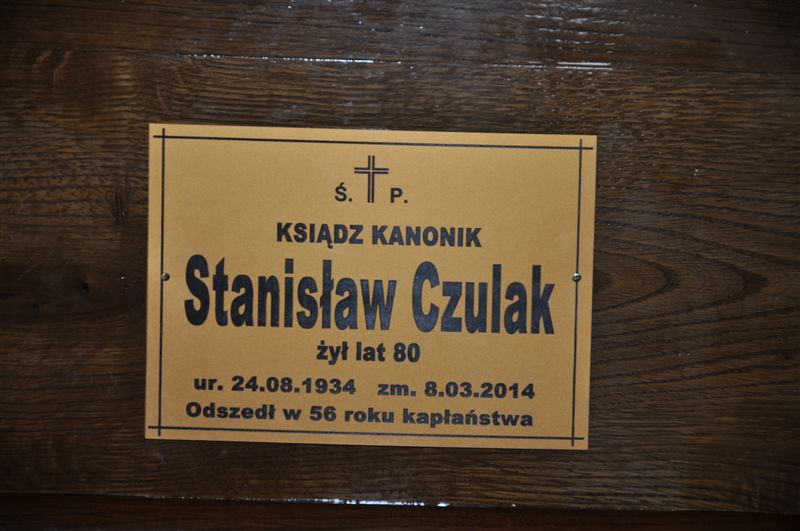 Ś. P.
KSIĄDZ KANONIK
Stanisław Czulak
żył lat 80
ur. 24.08.1934 zm. 8.03.2014
Odszedł w 56 roku kapłaństwa